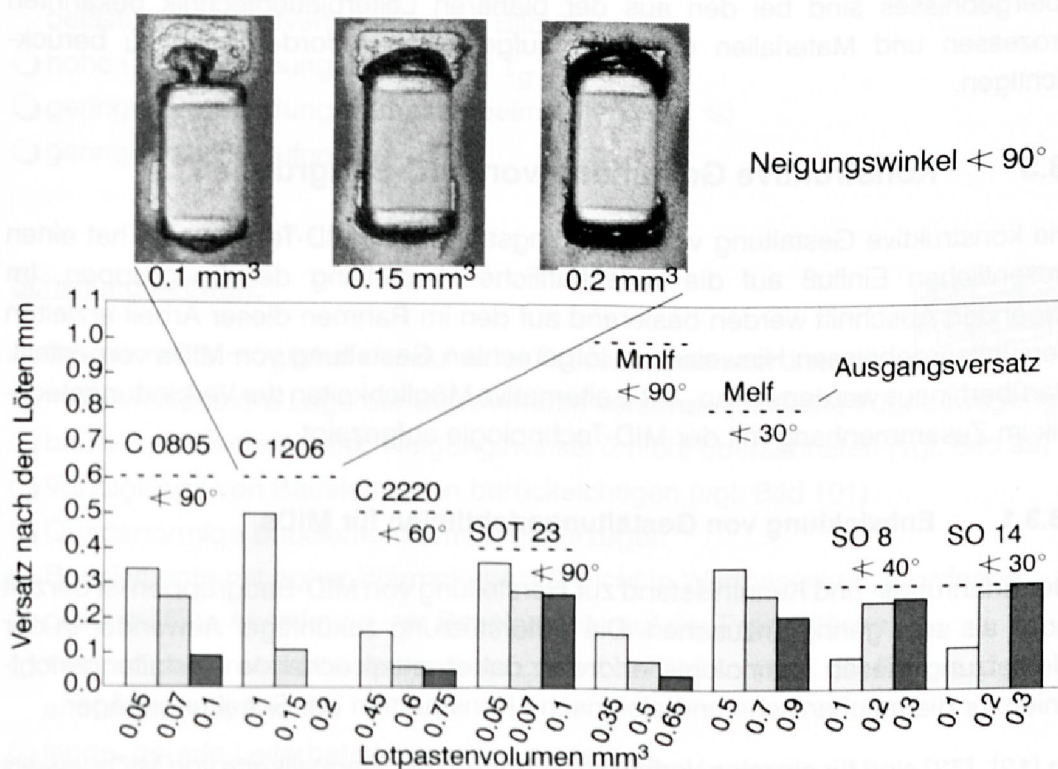 0.1 mm³
0.15 mm³
0.2 mm³
Neigungswinkel ∢ 90°
Versatz nach dem Löten mm
1.1
1.0
0.9
0.8
0.7
0.6
0.5
0.4
0.3
0.2
0.1
0.0
Mmlf
∢ 90°
Melf
∢ 30°
Ausgangsversatz
C 0805
∢ 90°
C 1206
C 2220
∢ 60°
SOT 23
∢ 90°
SO 8
∢ 40°
SO 14
∢ 30°
0.05 0.07 0.1 0.1 0.15 0.2 0.45 0.6 0.75 0.05 0.07 0.1 0.35 0.5 0.65 0.5 0.7 0.9 0.1 0.2 0.3 0.1 0.2 0.3
Lotpastenvolumen mm³